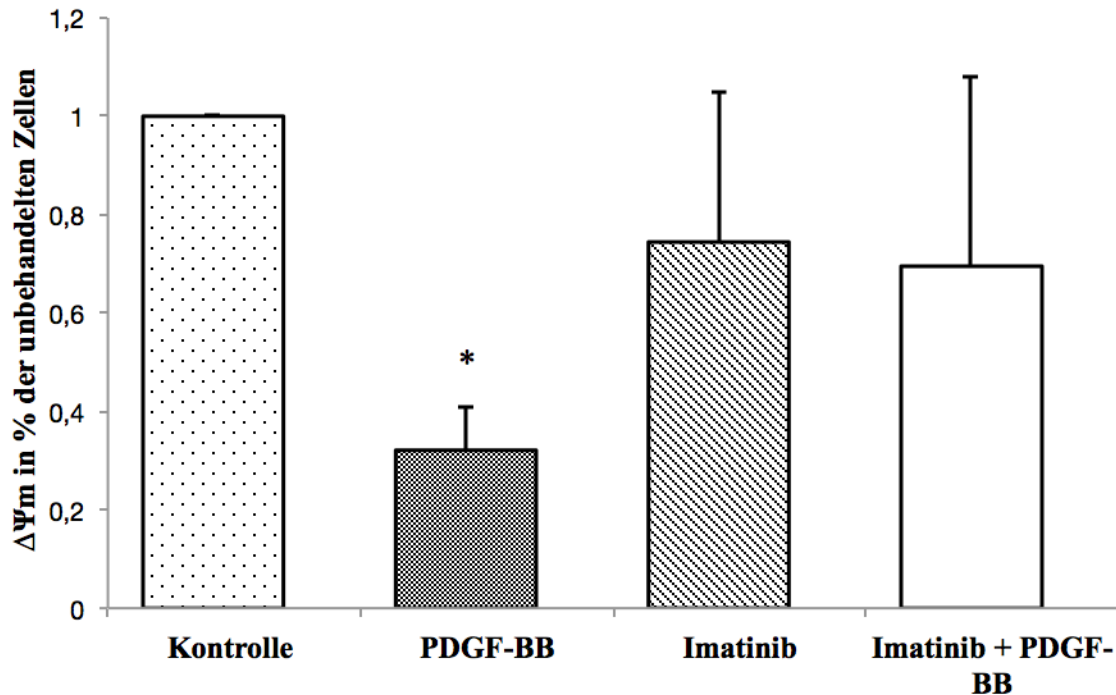 1,2
1
0,8
0,6
0,4
0,2
0
ΔΨm in % der unbehandelten Zellen
*
Kontrolle
PDGF-BB
Imatinib
Imatinib + PDGF-
BB